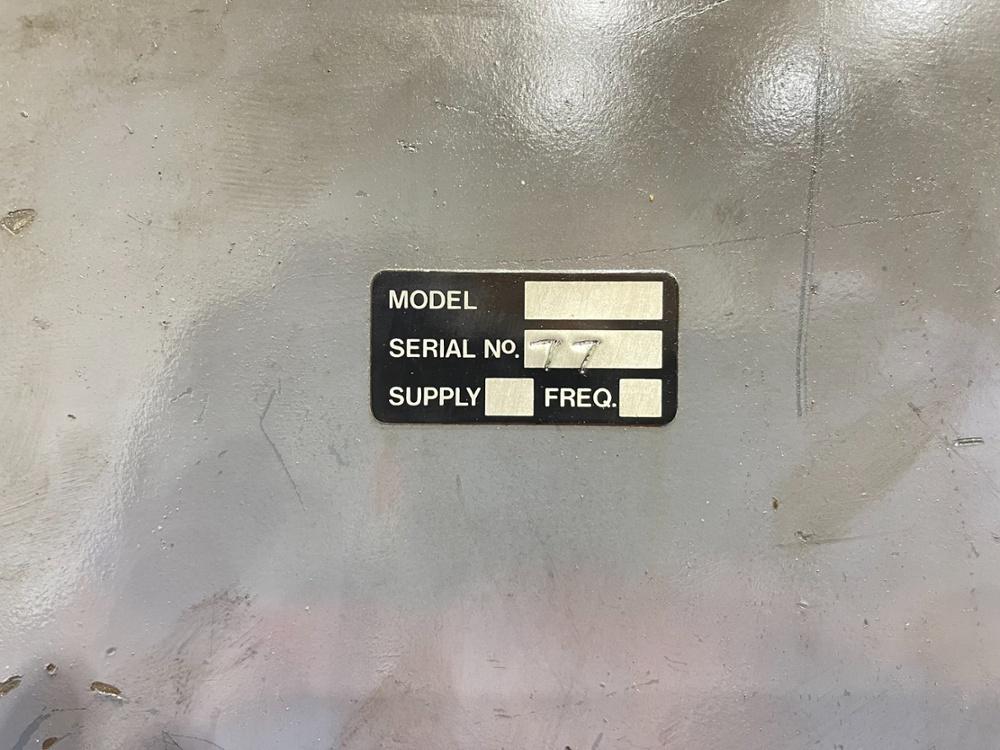 MODEL
SERIAL No. 77
SUPPLY FREQ.